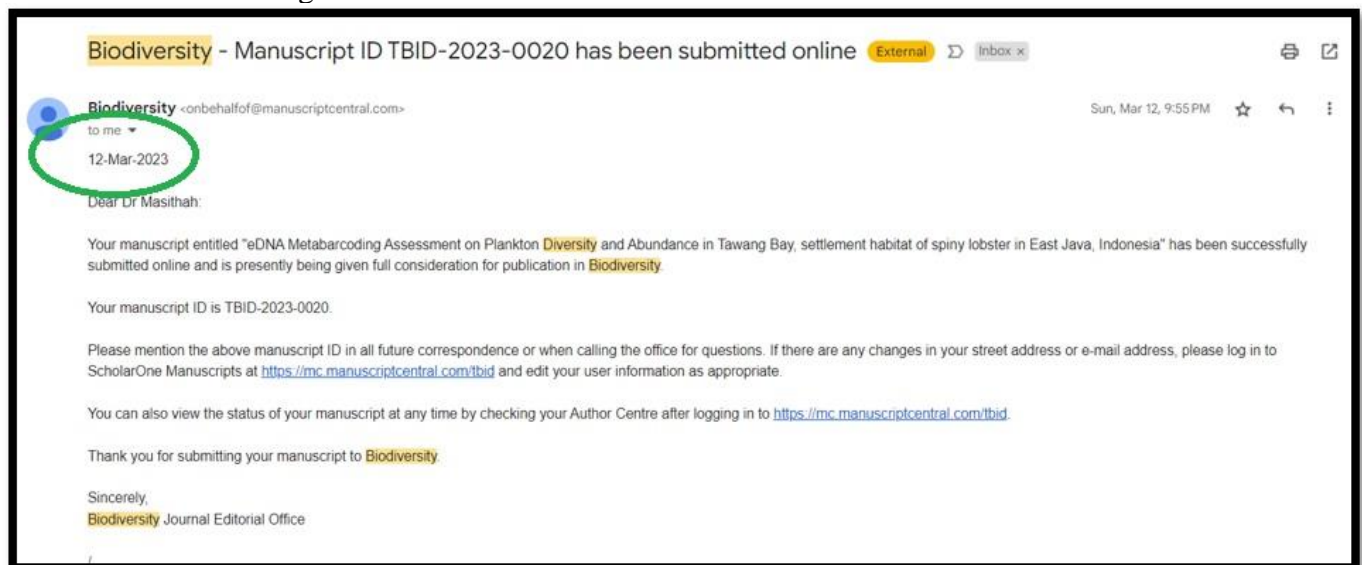 Biodiversity - Manuscript ID TBID-2023-0020 has been submitted online External Inbox x
Biodiversity <onbehalfof@manuscriptcentral.com> Sun, Mar 12, 9:55 PM
to me
12-Mar-2023
Dear Dr Masithah:
Your manuscript entitled "eDNA Metabarcoding Assessment on Plankton Diversity and Abundance in Tawang Bay, settlement habitat of spiny lobster in East Java, Indonesia" has been successfully
submitted online and is presently being given full consideration for publication in Biodiversity.
Your manuscript ID is TBID-2023-0020.
Please mention the above manuscript ID in all future correspondence or when calling the office for questions. If there are any changes in your street address or e-mail address, please log in to
ScholarOne Manuscripts at https://mc.manuscriptcentral.com/tbid and edit your user information as appropriate.
You can also view the status of your manuscript at any time by checking your Author Centre after logging in to https://mc.manuscriptcentral.com/tbid.
Thank you for submitting your manuscript to Biodiversity.
Sincerely,
Biodiversity Journal Editorial Office